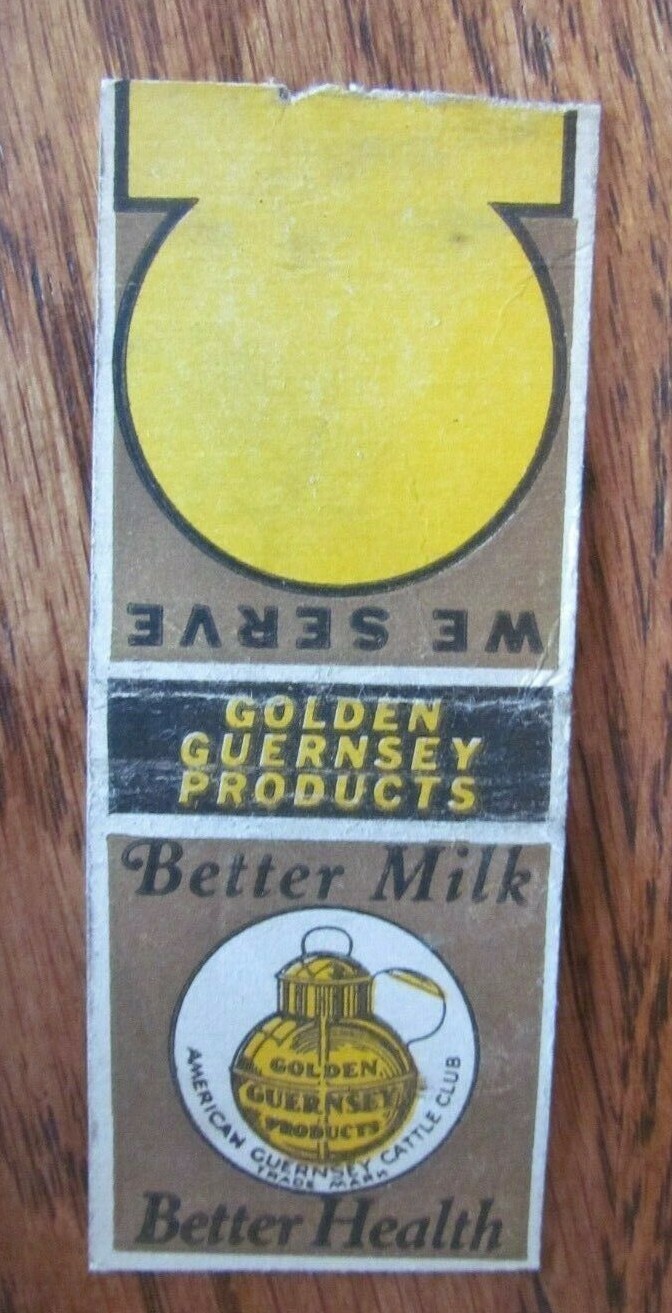 WE SERVE
GOLDEN
GUERNSEY
PRODUCTS
Better Milk
GOLDEN
GUERNSEY
PRODUCTS
AMERICAN GUERNSEY CATTLE CLUB
TRADE MARK
Better Health